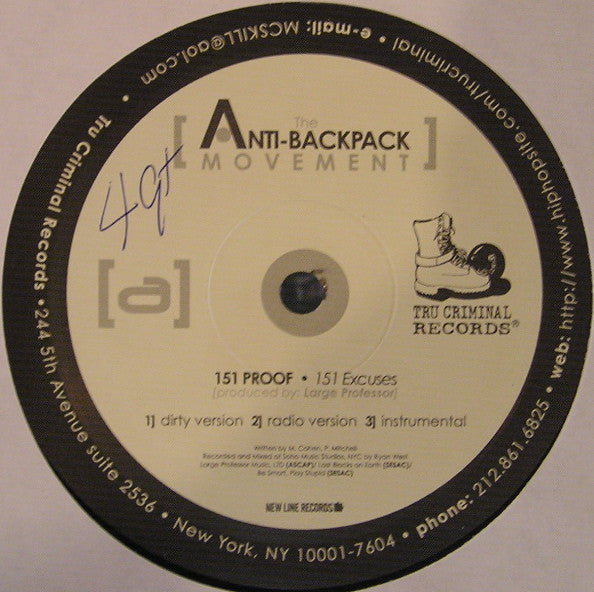 The
[ ANTI-BACKPACK
MOVEMENT ]
[a]
TRU CRIMINAL
RECORDS®
151 PROOF • 151 Excuses
[produced by: Large Professor]
1] dirty version 2] radio version 3] instrumental
Written by M. Cohen, P. Mitchell
Recorded and Mixed at Soho Music Studios, NYC by Ryan West
Large Professor Music, LTD (ASCAP)/ Lost Blacks on Earth (SESAC)/
Be Smart, Play Stupid (SESAC)
NEW LINE RECORDS
Tru Criminal Records • 244 5th Avenue suite 2536 • New York, NY 10001-7604 • phone: 212.861.6825 • web: http://www.hiphopsite.com/trucriminal • e-mail: MCSKILL@aol.com •